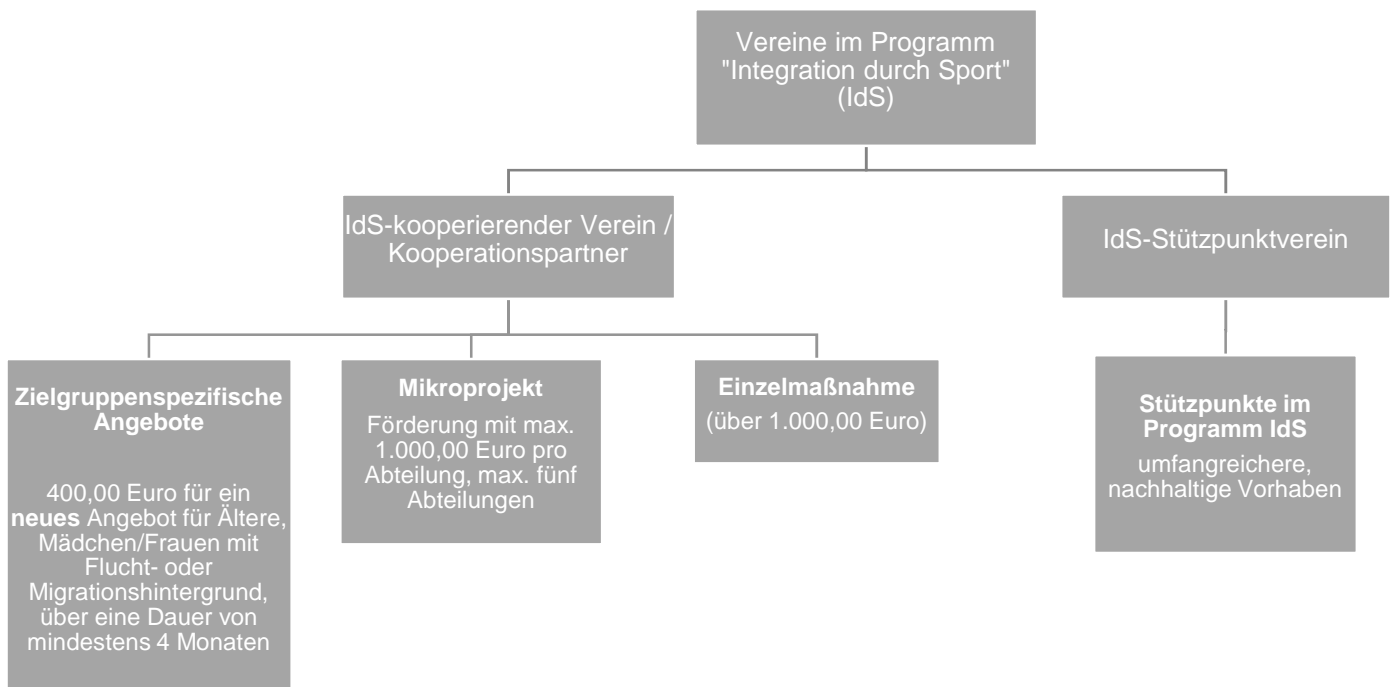 Vereine im Programm
"Integration durch Sport"
(IdS)
IdS-kooperierender Verein /
Kooperationspartner
IdS-Stützpunktverein
Zielgruppenspezifische
Angebote
400,00 Euro für ein
neues Angebot für Ältere,
Mädchen/Frauen mit
Flucht- oder
Migrationshintergrund,
über eine Dauer von
mindestens 4 Monaten
Mikroprojekt
Förderung mit max.
1.000,00 Euro pro
Abteilung, max. fünf
Abteilungen
Einzelmaßnahme
(über 1.000,00 Euro)
Stützpunkte im
Programm IdS
umfangreichere,
nachhaltige Vorhaben